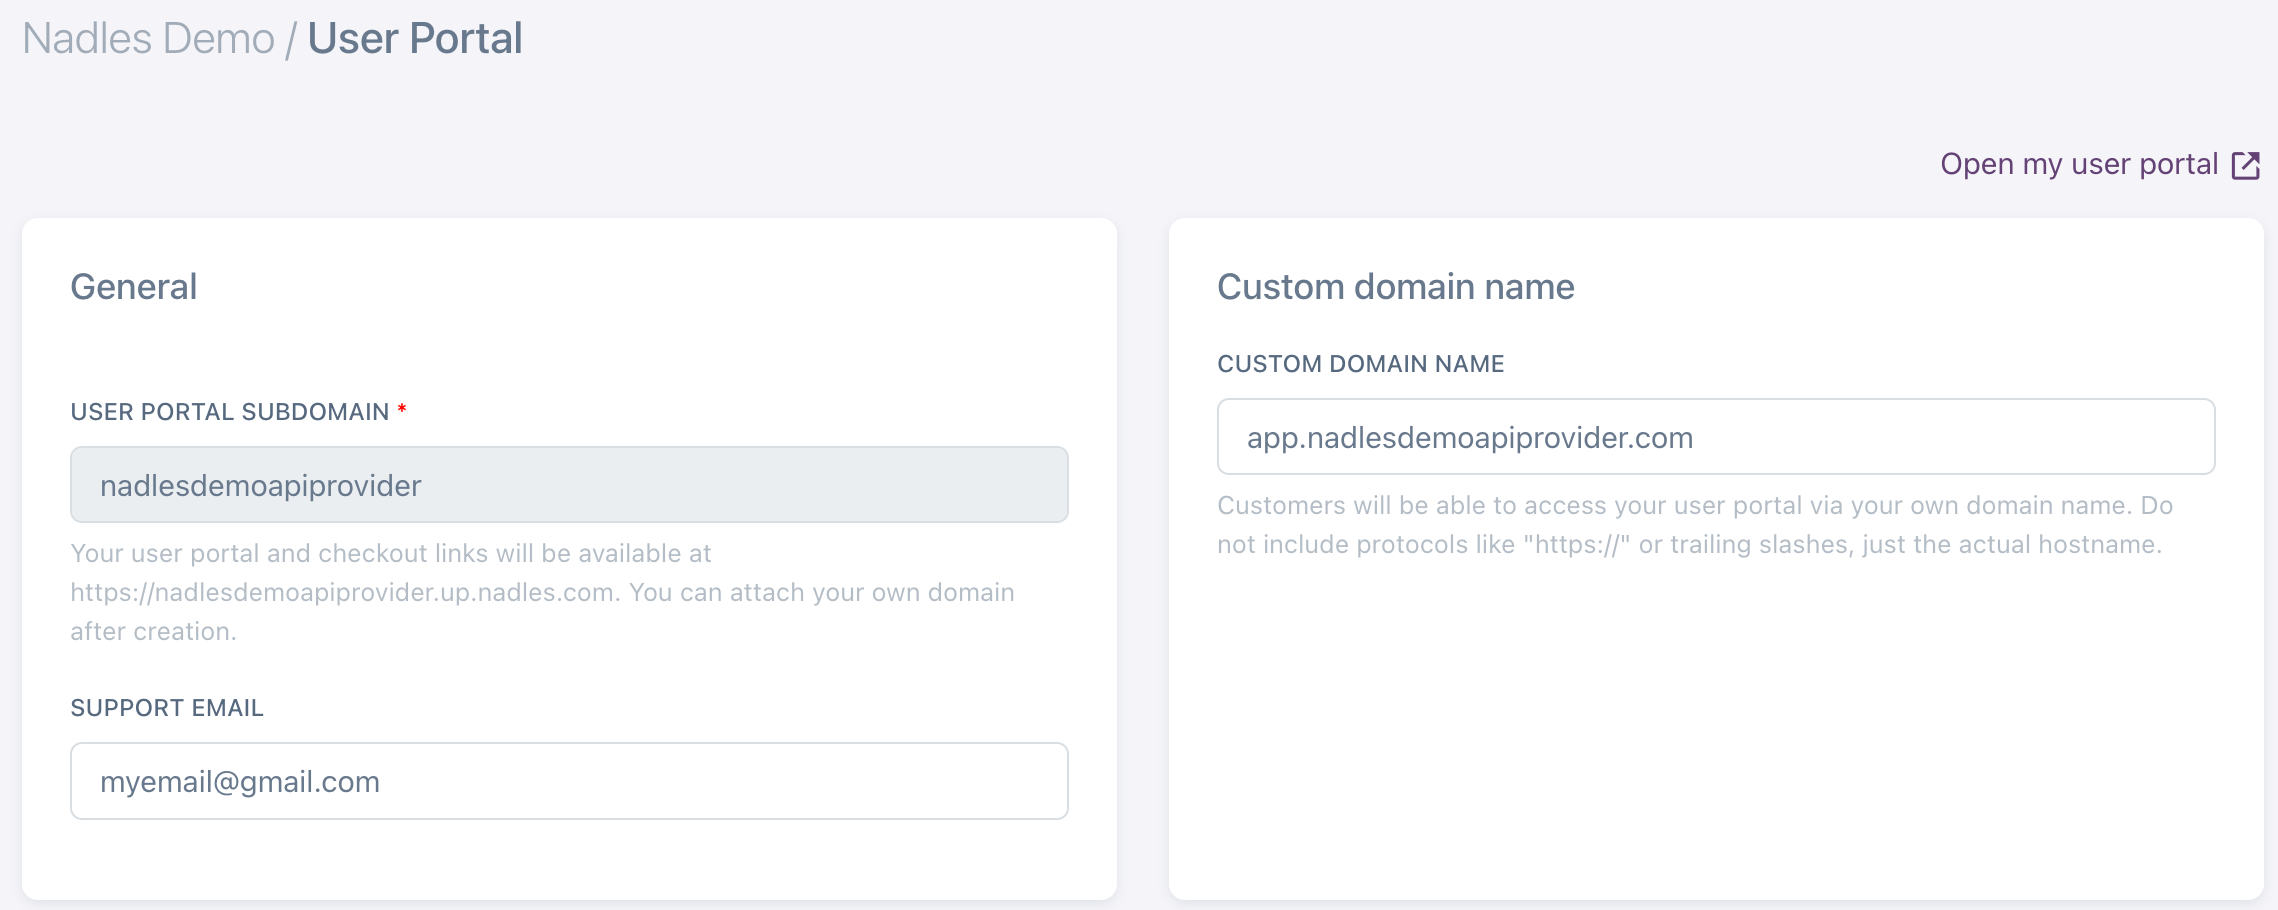 Nadles Demo / User Portal
Open my user portal
General
USER PORTAL SUBDOMAIN *
nadlesdemoapiprovider
Your user portal and checkout links will be available at
https://nadlesdemoapiprovider.up.nadles.com. You can attach your own domain
after creation.
SUPPORT EMAIL
myemail@gmail.com
Custom domain name
CUSTOM DOMAIN NAME
app.nadlesdemoapiprovider.com
Customers will be able to access your user portal via your own domain name. Do
not include protocols like "https://" or trailing slashes, just the actual hostname.